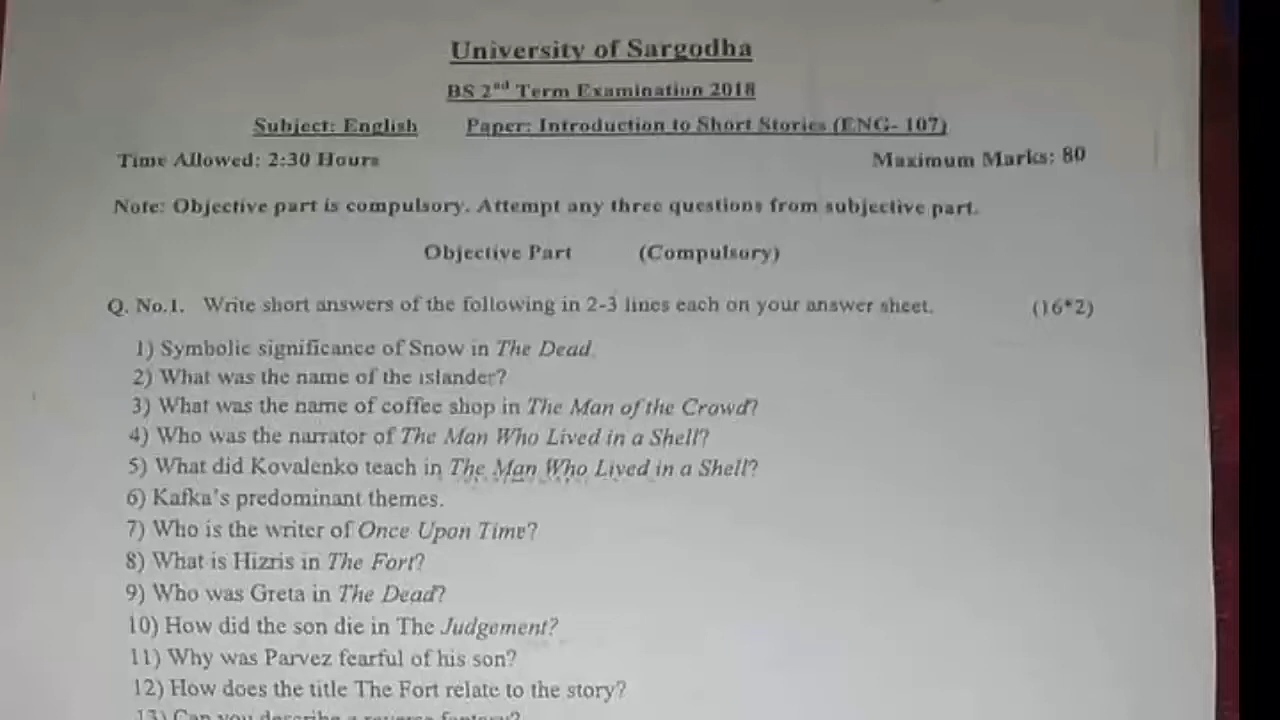 University of Sargodha
BS 2nd Term Examination 2018
Subject: English Paper: Introduction to Short Stories (ENG- 107)
Time Allowed: 2:30 Hours Maximum Marks: 80
Note: Objective part is compulsory. Attempt any three questions from subjective part.
Objective Part (Compulsory)
Q. No.1. Write short answers of the following in 2-3 lines each on your answer sheet. (16*2)
1) Symbolic significance of Snow in The Dead.
2) What was the name of the islander?
3) What was the name of coffee shop in The Man of the Crowd?
4) Who was the narrator of The Man Who Lived in a Shell?
5) What did Kovalenko teach in The Man Who Lived in a Shell?
6) Kafka's predominant themes.
7) Who is the writer of Once Upon Time?
8) What is Hizris in The Fort?
9) Who was Greta in The Dead?
10) How did the son die in The Judgement?
11) Why was Parvez fearful of his son?
12) How does the title The Fort relate to the story?
13) Can you describe a reverse fantasy?